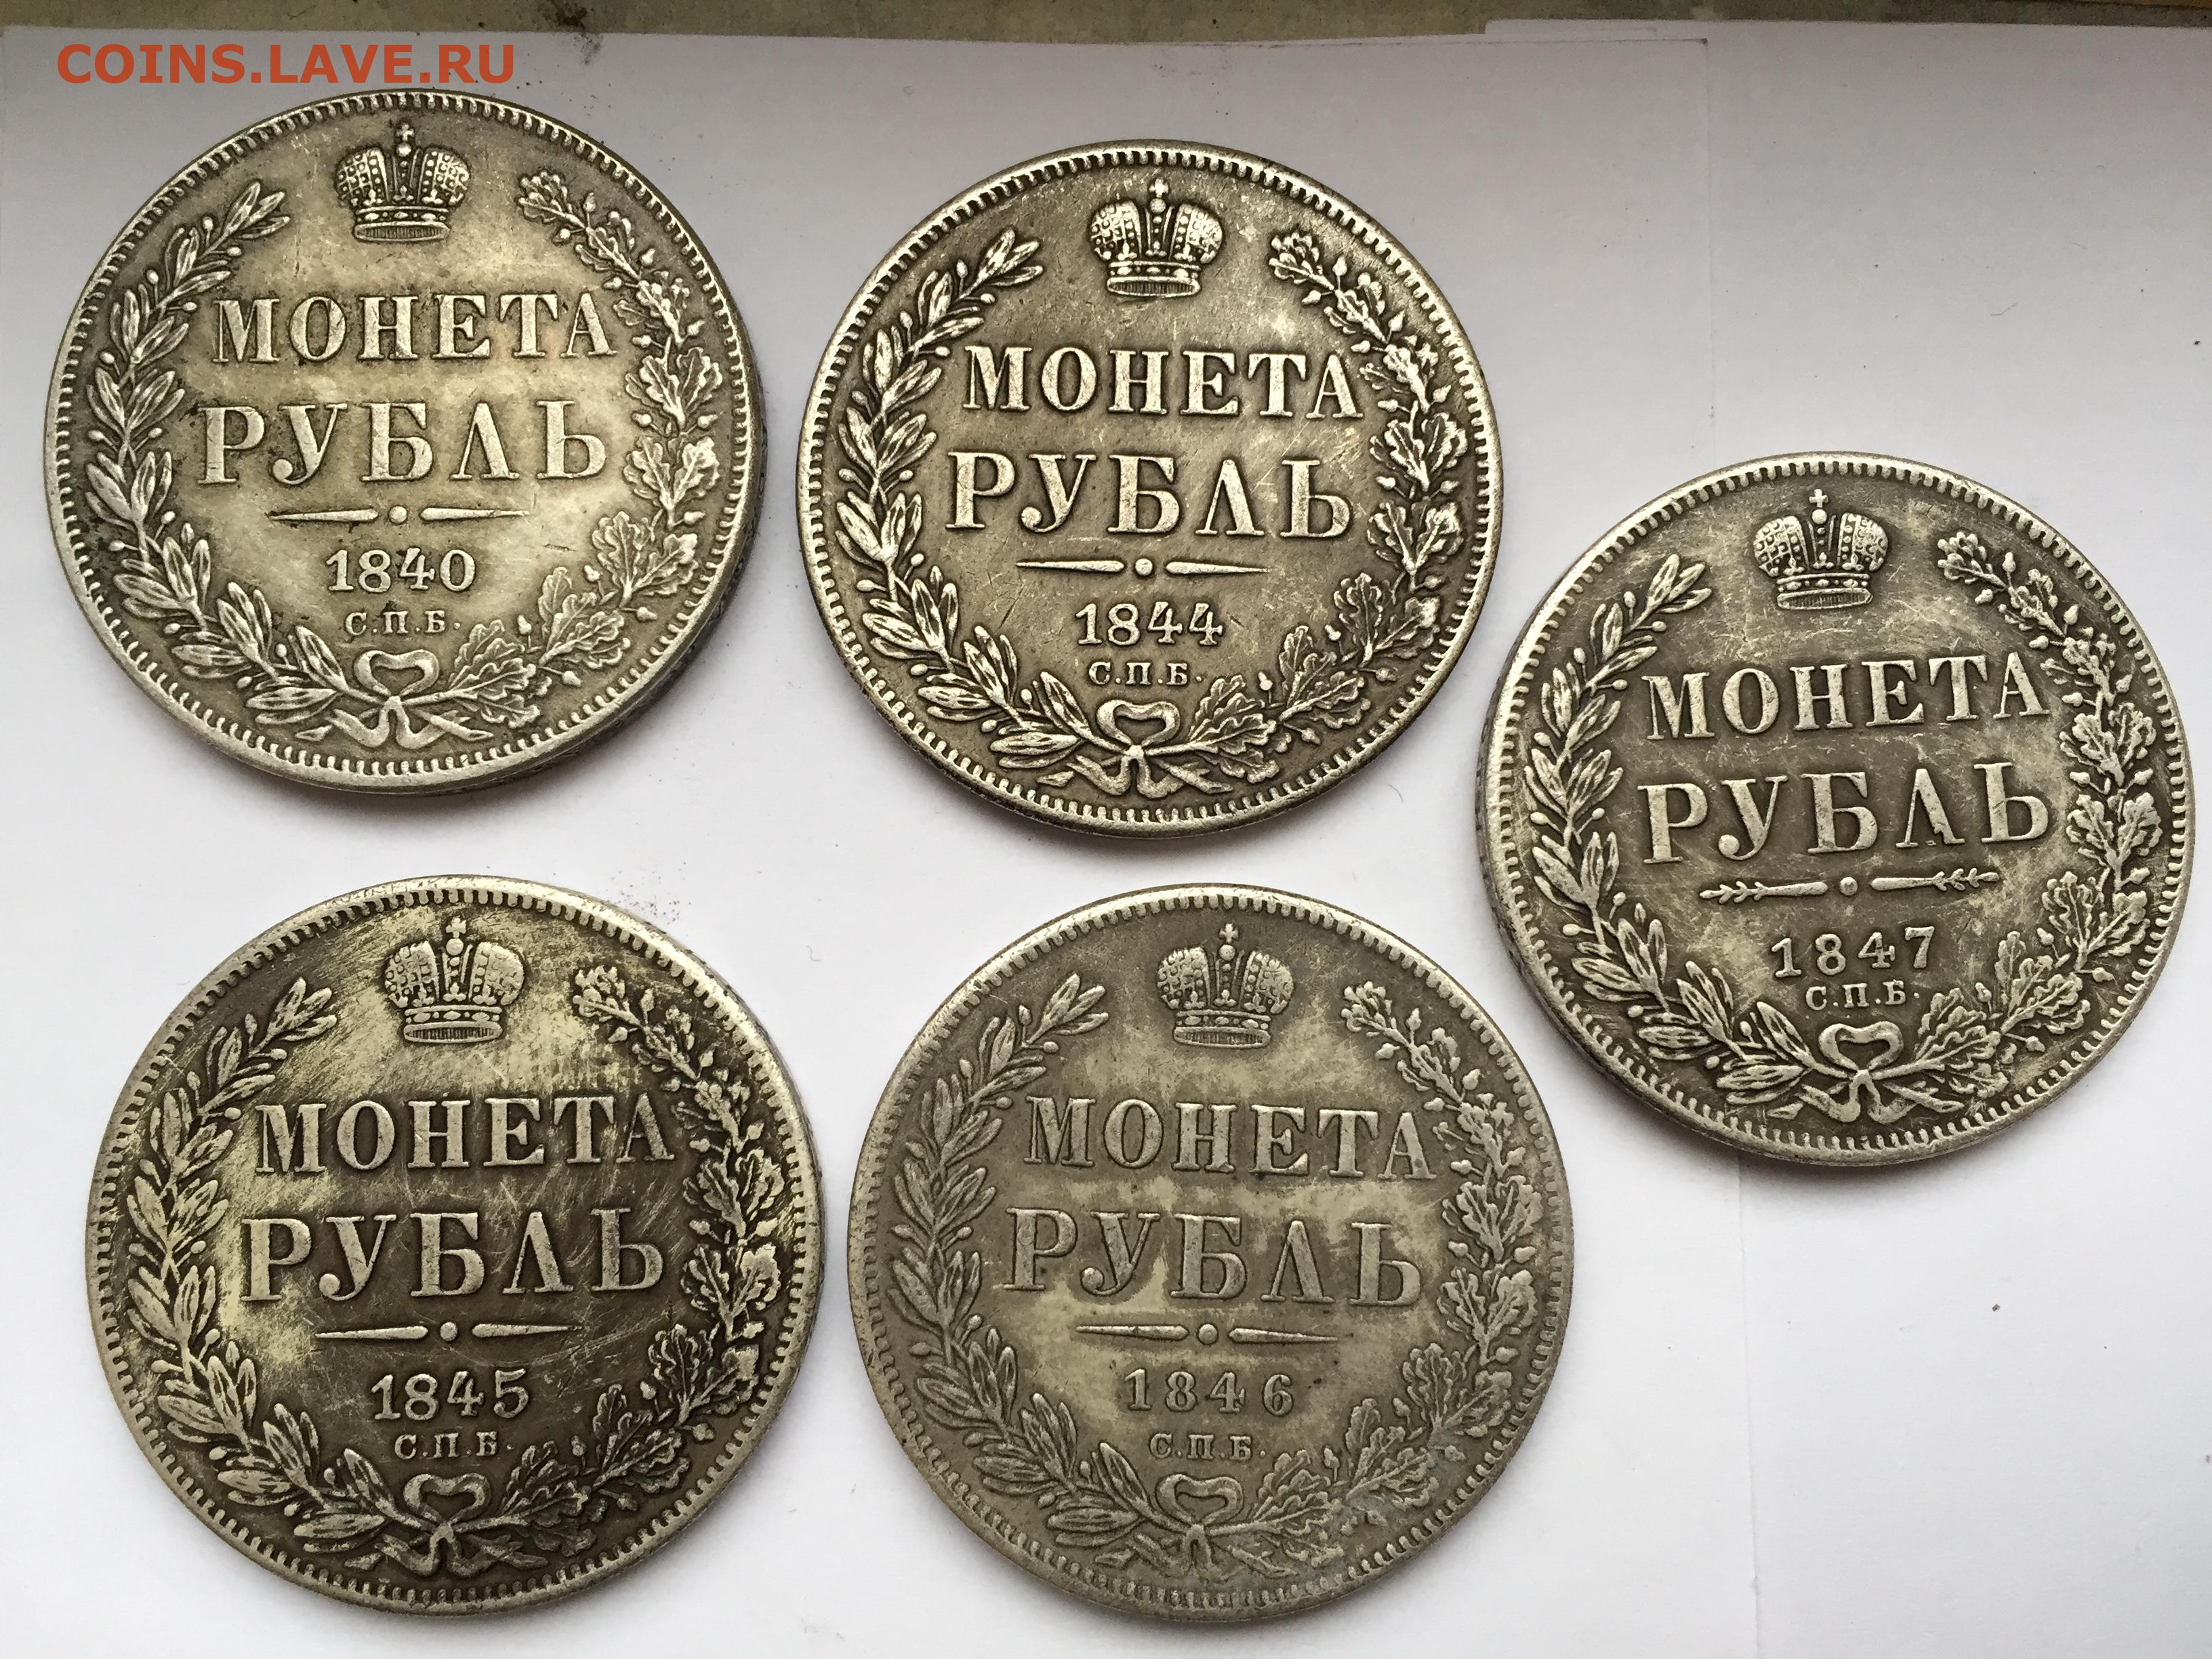 COINS.LAVE.RU
МОНЕТА
РУБЛЬ
1840
С.П.Б.
МОНЕТА
РУБЛЬ
1844
С.П.Б.
МОНЕТА
РУБЛЬ
1847
С.П.Б.
МОНЕТА
РУБЛЬ
1845
С.П.Б.
МОНЕТА
РУБЛЬ
1846
С.П.Б.